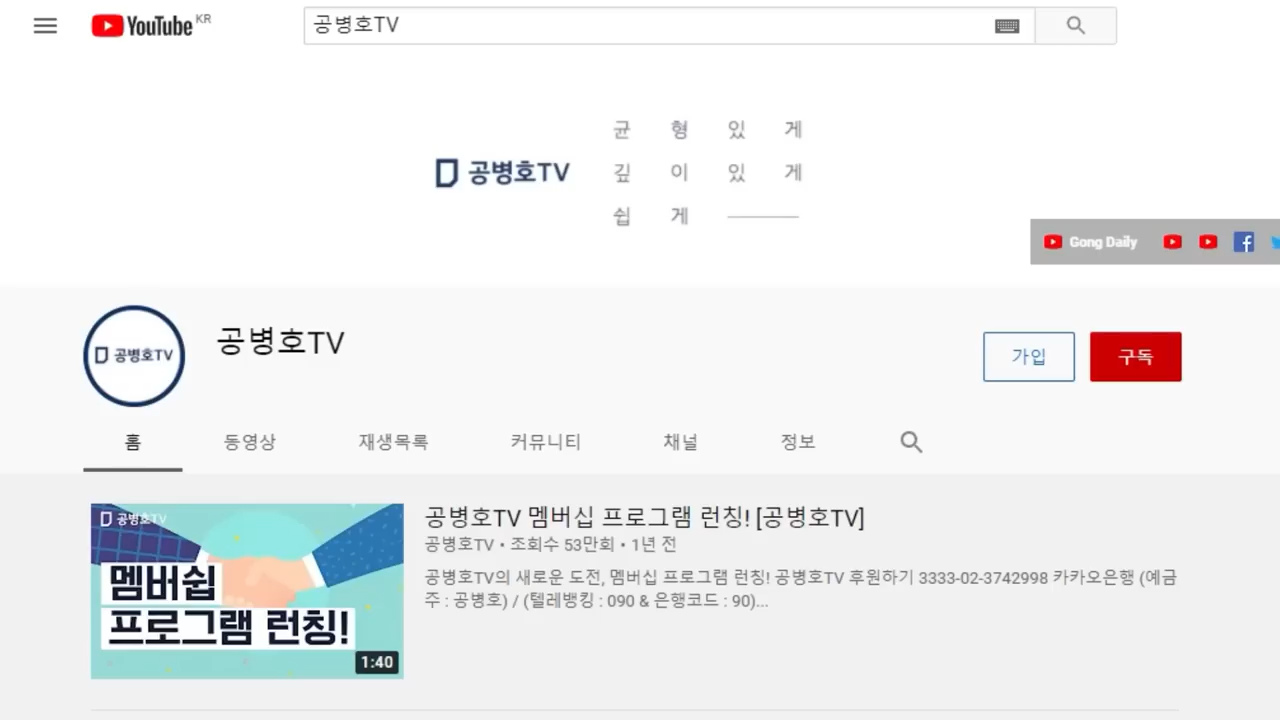 YouTube KR
공병호TV
균 형 있 게
공병호TV
깊 이 있 게
쉽 게
Gong Daily
공병호TV
공병호TV
가입
구독
홈
동영상
재생목록
커뮤니티
채널
정보
공병호TV
멤버쉽
프로그램 런칭!
1:40
공병호TV 멤버십 프로그램 런칭! [공병호TV]
공병호TV • 조회수 53만회 • 1년 전
공병호TV의 새로운 도전, 멤버십 프로그램 런칭! 공병호TV 후원하기 3333-02-3742998 카카오은행 (예금
주 : 공병호) / (텔레뱅킹 : 090 & 은행코드 : 90)...